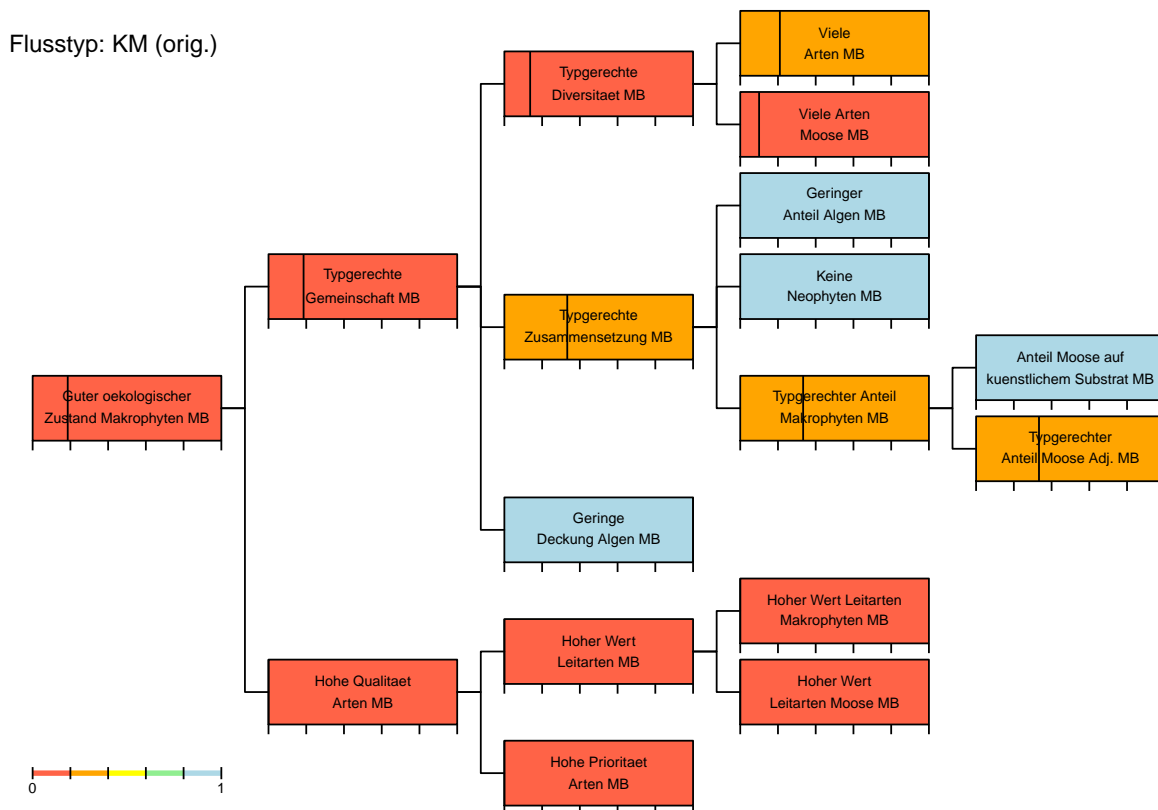 Flusstyp: KM (orig.)
Viele
Arten MB
Typgerechte
Diversitaet MB
Viele Arten
Moose MB
Geringer
Anteil Algen MB
Typgerechte
Gemeinschaft MB
Keine
Neophyten MB
Typgerechte
Zusammensetzung MB
Anteil Moose auf
kuenstlichem Substrat MB
Guter oekologischer
Zustand Makrophyten MB
Typgerechter Anteil
Makrophyten MB
Typgerechter
Anteil Moose Adj. MB
Geringe
Deckung Algen MB
Hoher Wert Leitarten
Makrophyten MB
Hoher Wert
Leitarten MB
Hohe Qualitaet
Arten MB
Hoher Wert
Leitarten Moose MB
Hohe Prioritaet
Arten MB
0 1